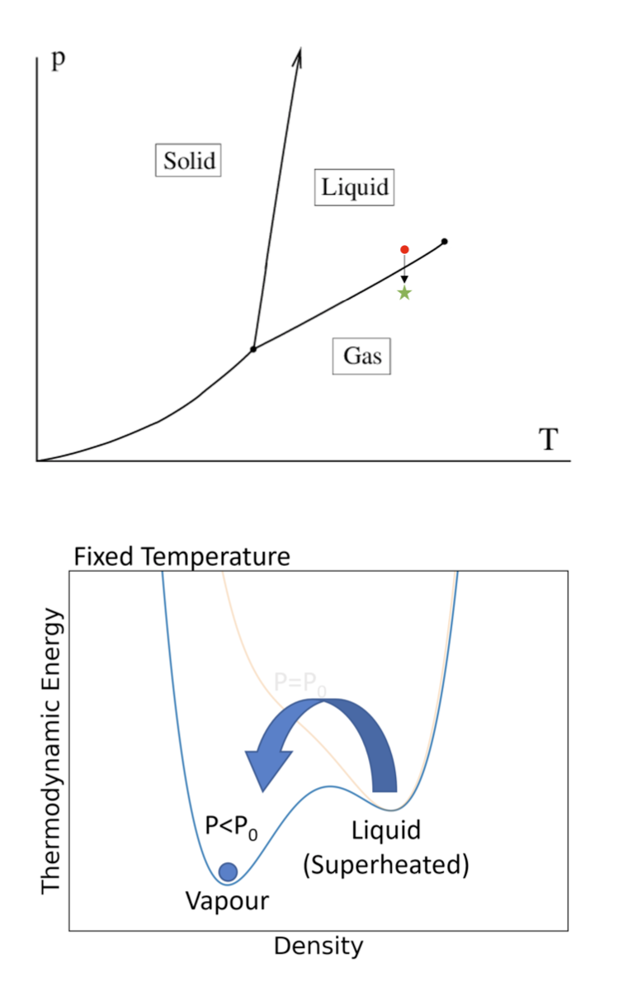 p
Solid
Liquid
Gas
T
Fixed Temperature
Thermodynamic Energy
P=P₀
P<P₀
Liquid
(Superheated)
Vapour
Density